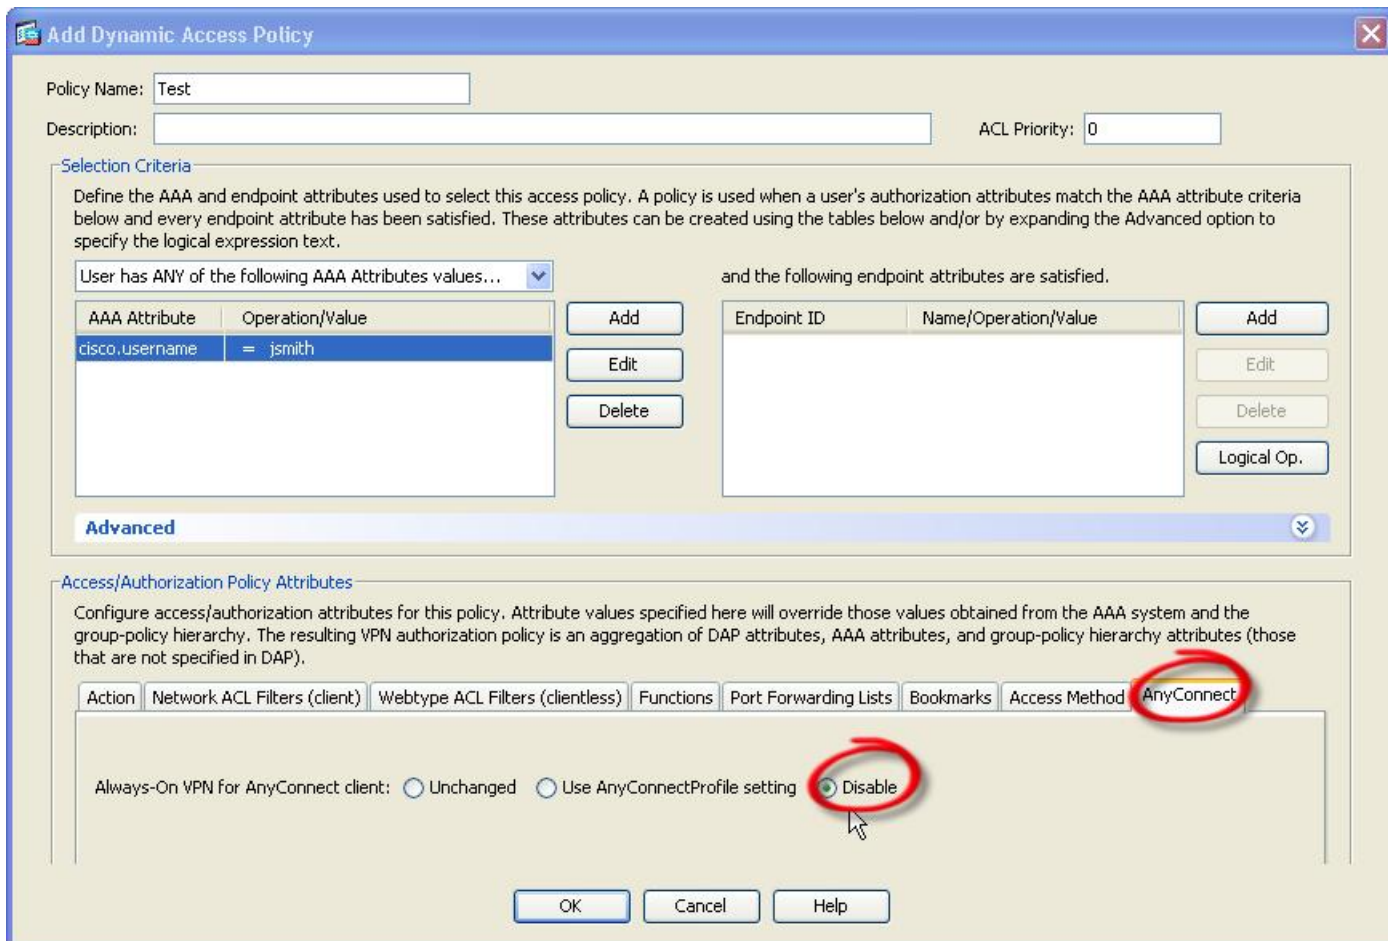 Add Dynamic Access Policy
Policy Name: Test
Description:
ACL Priority: 0
Selection Criteria
Define the AAA and endpoint attributes used to select this access policy. A policy is used when a user's authorization attributes match the AAA attribute criteria
below and every endpoint attribute has been satisfied. These attributes can be created using the tables below and/or by expanding the Advanced option to
specify the logical expression text.
User has ANY of the following AAA Attributes values...
and the following endpoint attributes are satisfied.
AAA Attribute Operation/Value
cisco.username = jsmith
Add
Edit
Delete
Endpoint ID Name/Operation/Value
Add
Edit
Delete
Logical Op.
Advanced
Access/Authorization Policy Attributes
Configure access/authorization attributes for this policy. Attribute values specified here will override those values obtained from the AAA system and the
group-policy hierarchy. The resulting VPN authorization policy is an aggregation of DAP attributes, AAA attributes, and group-policy hierarchy attributes (those
that are not specified in DAP).
Action Network ACL Filters (client) Webtype ACL Filters (clientless) Functions Port Forwarding Lists Bookmarks Access Method AnyConnect
Always-On VPN for AnyConnect client: Unchanged Use AnyConnectProfile setting Disable
OK Cancel Help